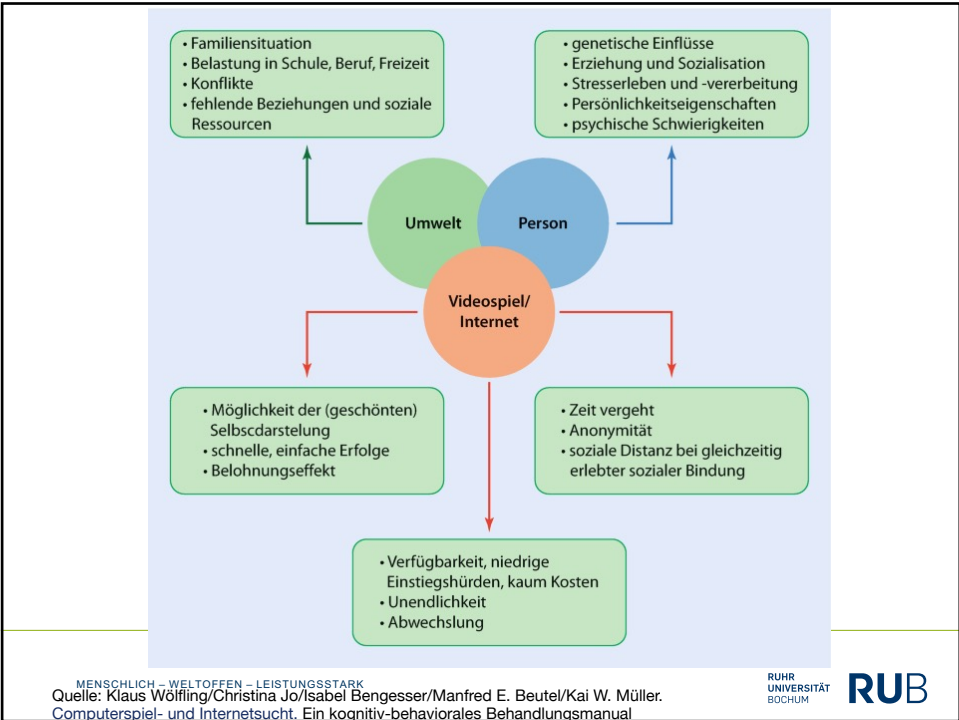 • Familiensituation
• Belastung in Schule, Beruf, Freizeit
• Konflikte
• fehlende Beziehungen und soziale
Ressourcen
• genetische Einflüsse
• Erziehung und Sozialisation
• Stresserleben und -vererbeitung
• Persönlichkeitseigenschaften
• psychische Schwierigkeiten
Umwelt
Person
Videospiel/
Internet
• Möglichkeit der (geschönten)
Selbscdarstelung
• schnelle, einfache Erfolge
• Belohnungseffekt
• Zeit vergeht
• Anonymität
• soziale Distanz bei gleichzeitig
erlebter sozialer Bindung
• Verfügbarkeit, niedrige
Einstiegshürden, kaum Kosten
• Unendlichkeit
• Abwechslung
MENSCHLICH – WELTOFFEN – LEISTUNGSSTARK
Quelle: Klaus Wölfling/Christina Jo/Isabel Bengesser/Manfred E. Beutel/Kai W. Müller.
Computerspiel- und Internetsucht. Ein kognitiv-behaviorales Behandlungsmanual
RUHR
UNIVERSITÄT
BOCHUM
RUB